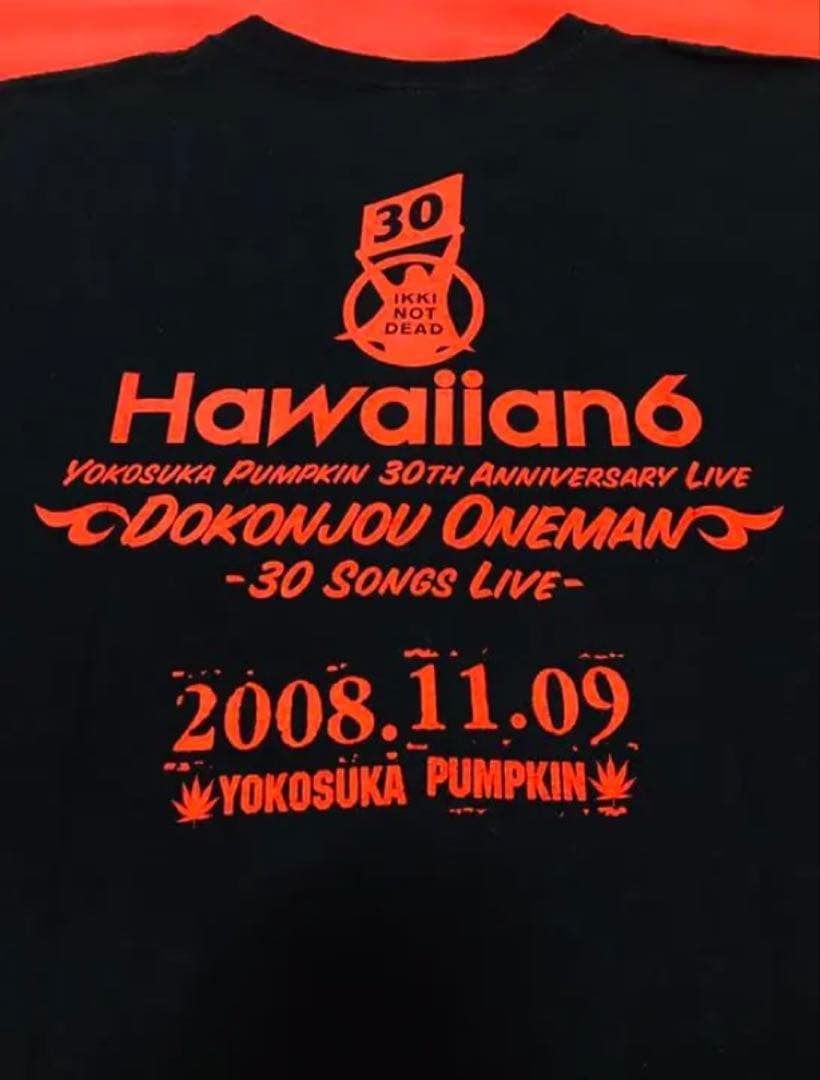 30
IKKI
NOT
DEAD
Hawaiian6
YOKOSUKA PUMPKIN 30TH ANNIVERSARY LIVE
DOKONJOU ONEMAN
-30 SONGS LIVE-
2008.11.09
YOKOSUKA PUMPKIN